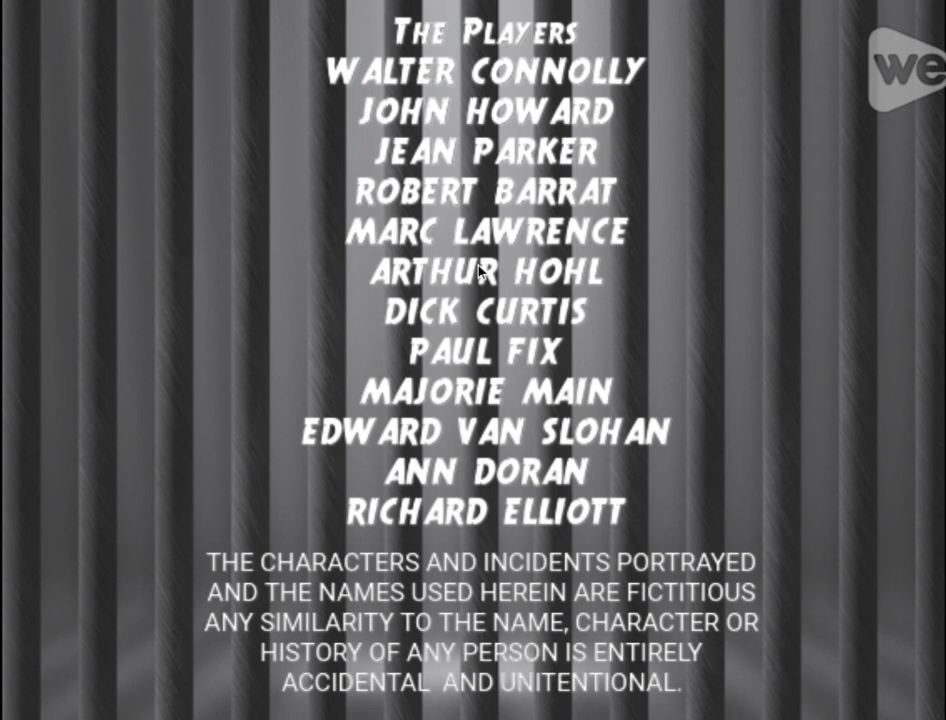 The Players
WALTER CONNOLLY
JOHN HOWARD
JEAN PARKER
ROBERT BARRAT
MARC LAWRENCE
ARTHUR HOHL
DICK CURTIS
PAUL FIX
MAJORIE MAIN
EDWARD VAN SLOHAN
ANN DORAN
RICHARD ELLIOTT
THE CHARACTERS AND INCIDENTS PORTRAYED
AND THE NAMES USED HEREIN ARE FICTITIOUS
ANY SIMILARITY TO THE NAME, CHARACTER OR
HISTORY OF ANY PERSON IS ENTIRELY
ACCIDENTAL AND UNITENTIONAL.
we